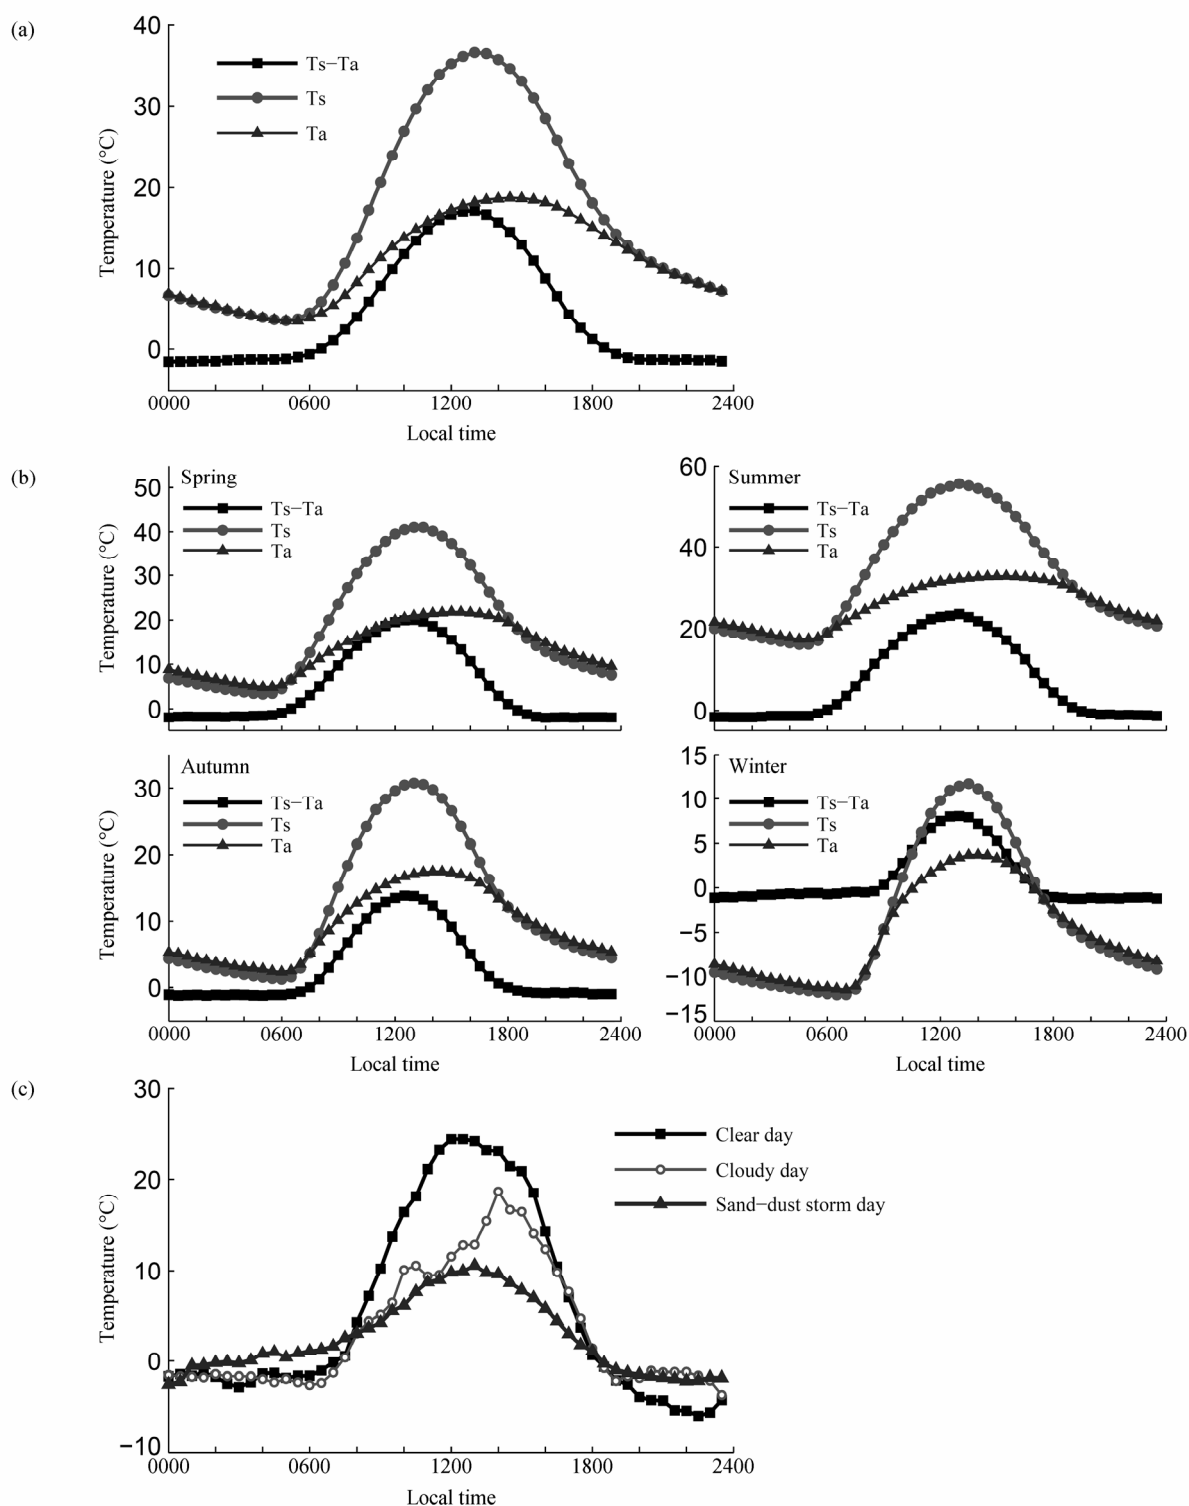 (a)
40
30
20
10
0
Temperature (°C)
Ts−Ta
Ts
Ta
0000 0600 1200 1800 2400
Local time
(b)
Spring
50
40
30
20
10
0
Temperature (°C)
Ts−Ta
Ts
Ta
Summer
60
40
20
0
Ts−Ta
Ts
Ta
Autumn
30
20
10
0
Temperature (°C)
Ts−Ta
Ts
Ta
0000 0600 1200 1800 2400
Local time
Winter
15
10
5
0
−5
−10
−15
Ts−Ta
Ts
Ta
0000 0600 1200 1800 2400
Local time
(c)
30
20
10
0
−10
Temperature (°C)
Clear day
Cloudy day
Sand−dust storm day
0000 0600 1200 1800 2400
Local time